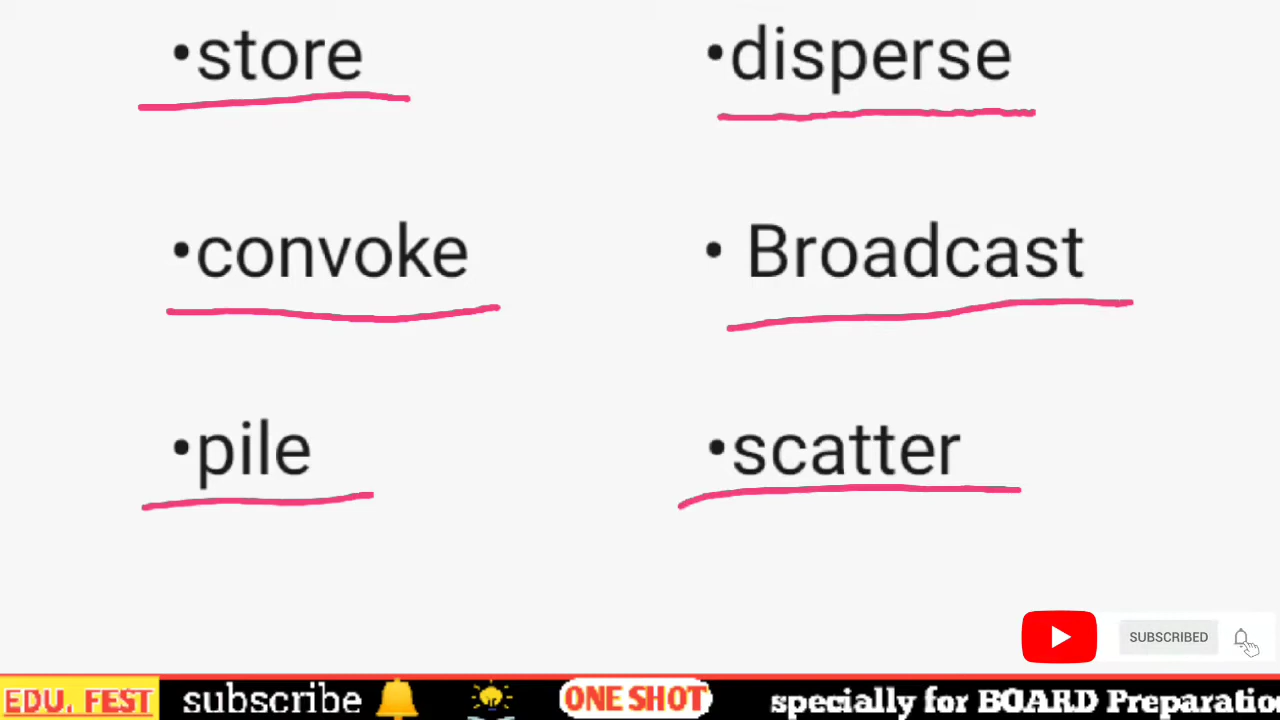 •store
•disperse
•convoke
• Broadcast
•pile
•scatter
SUBSCRIBED
EDU. FEST subscribe ONE SHOT specially for BOARD Preparatio